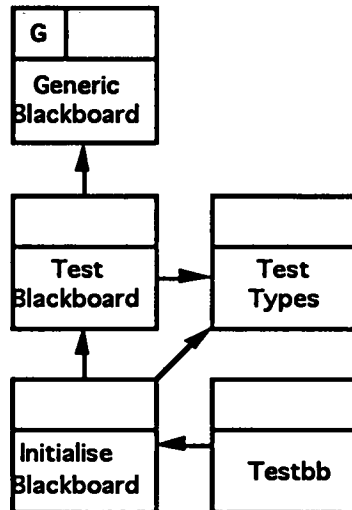 G
Generic
Blackboard
Test
Blackboard
Test
Types
Initialise
Blackboard
Testbb